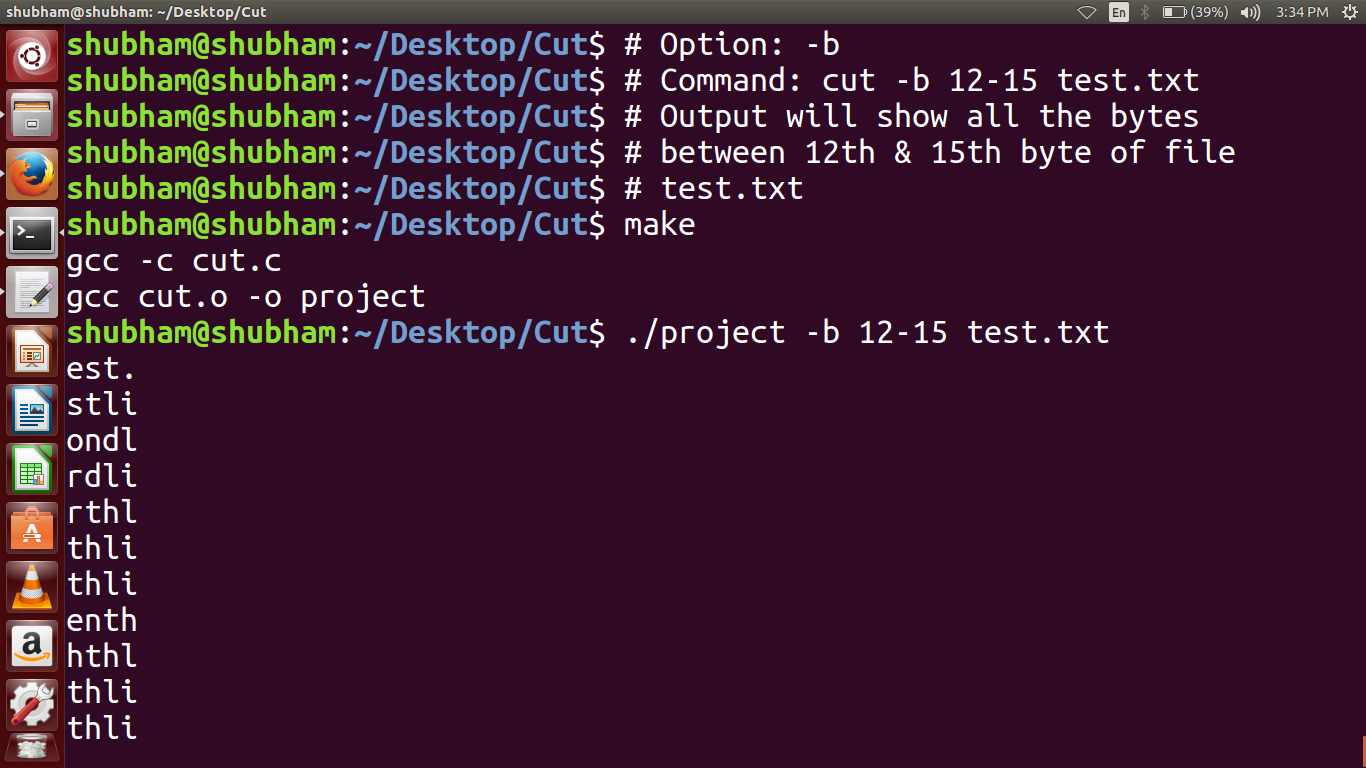 shubham@shubham: ~/Desktop/Cut En (39%) 3:34 PM
shubham@shubham:~/Desktop/Cut$ # Option: -b
shubham@shubham:~/Desktop/Cut$ # Command: cut -b 12-15 test.txt
shubham@shubham:~/Desktop/Cut$ # Output will show all the bytes
shubham@shubham:~/Desktop/Cut$ # between 12th & 15th byte of file
shubham@shubham:~/Desktop/Cut$ # test.txt
shubham@shubham:~/Desktop/Cut$ make
gcc -c cut.c
gcc cut.o -o project
shubham@shubham:~/Desktop/Cut$ ./project -b 12-15 test.txt
est.
stli
ondl
rdli
rthl
thli
thli
enth
hthl
thli
thli